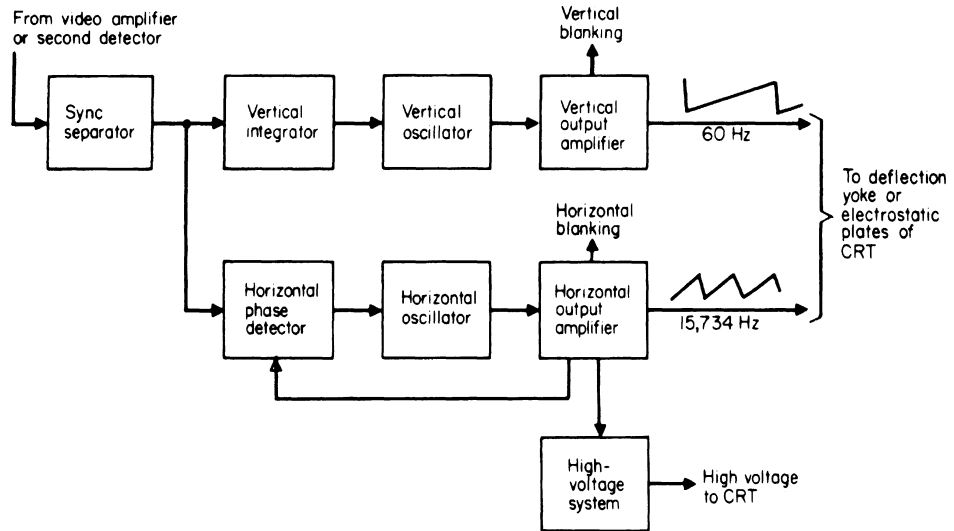 From video amplifier
or second detector
Sync
separator
Vertical
integrator
Vertical
oscillator
Vertical
blanking
Vertical
output
amplifier
60 Hz
To deflection
yoke or
electrostatic
plates of
CRT
Horizontal
phase
detector
Horizontal
oscillator
Horizontal
blanking
Horizontal
output
amplifier
15,734 Hz
High-
voltage
system
High voltage
to CRT